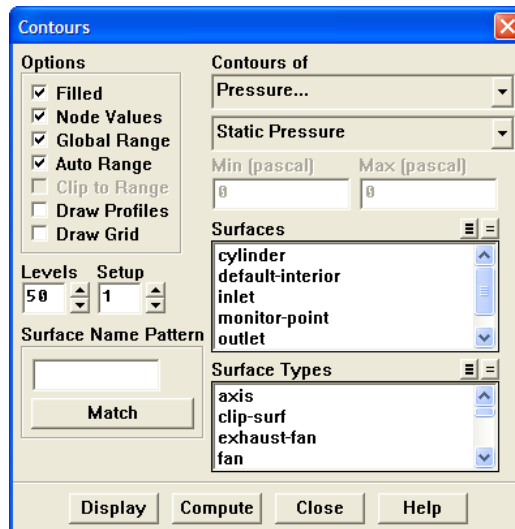 Contours
Options
Filled
Node Values
Global Range
Auto Range
Clip to Range
Draw Profiles
Draw Grid
Levels Setup
50 1
Surface Name Pattern
Match
Contours of
Pressure...
Static Pressure
Min (pascal) Max (pascal)
0 0
Surfaces
cylinder
default-interior
inlet
monitor-point
outlet
Surface Types
axis
clip-surf
exhaust-fan
fan
Display Compute Close Help